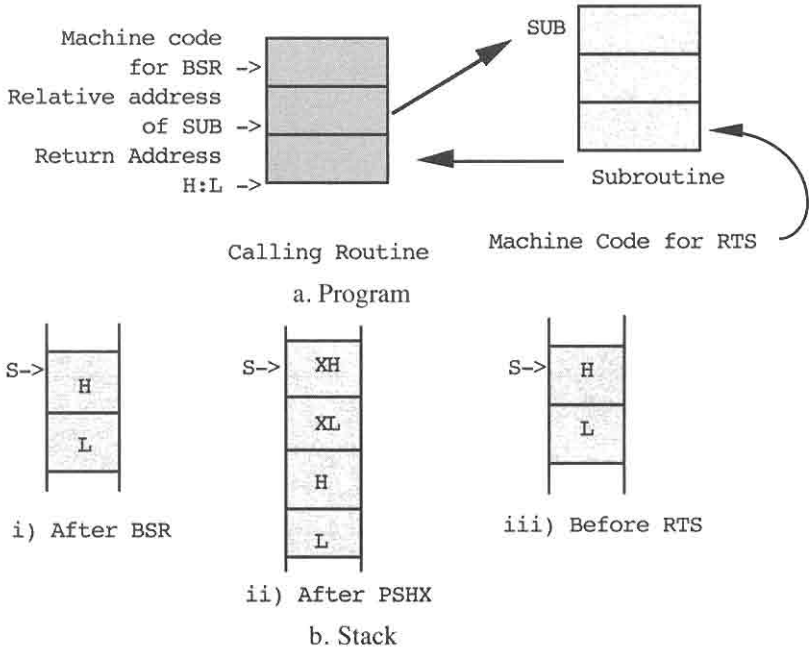 Machine code
for BSR ->
Relative address
of SUB ->
Return Address
H:L ->
SUB
Subroutine
Machine Code for RTS
Calling Routine
a. Program
S->
H
L
i) After BSR
S->
XH
XL
H
L
ii) After PSHX
S->
H
L
iii) Before RTS
b. Stack